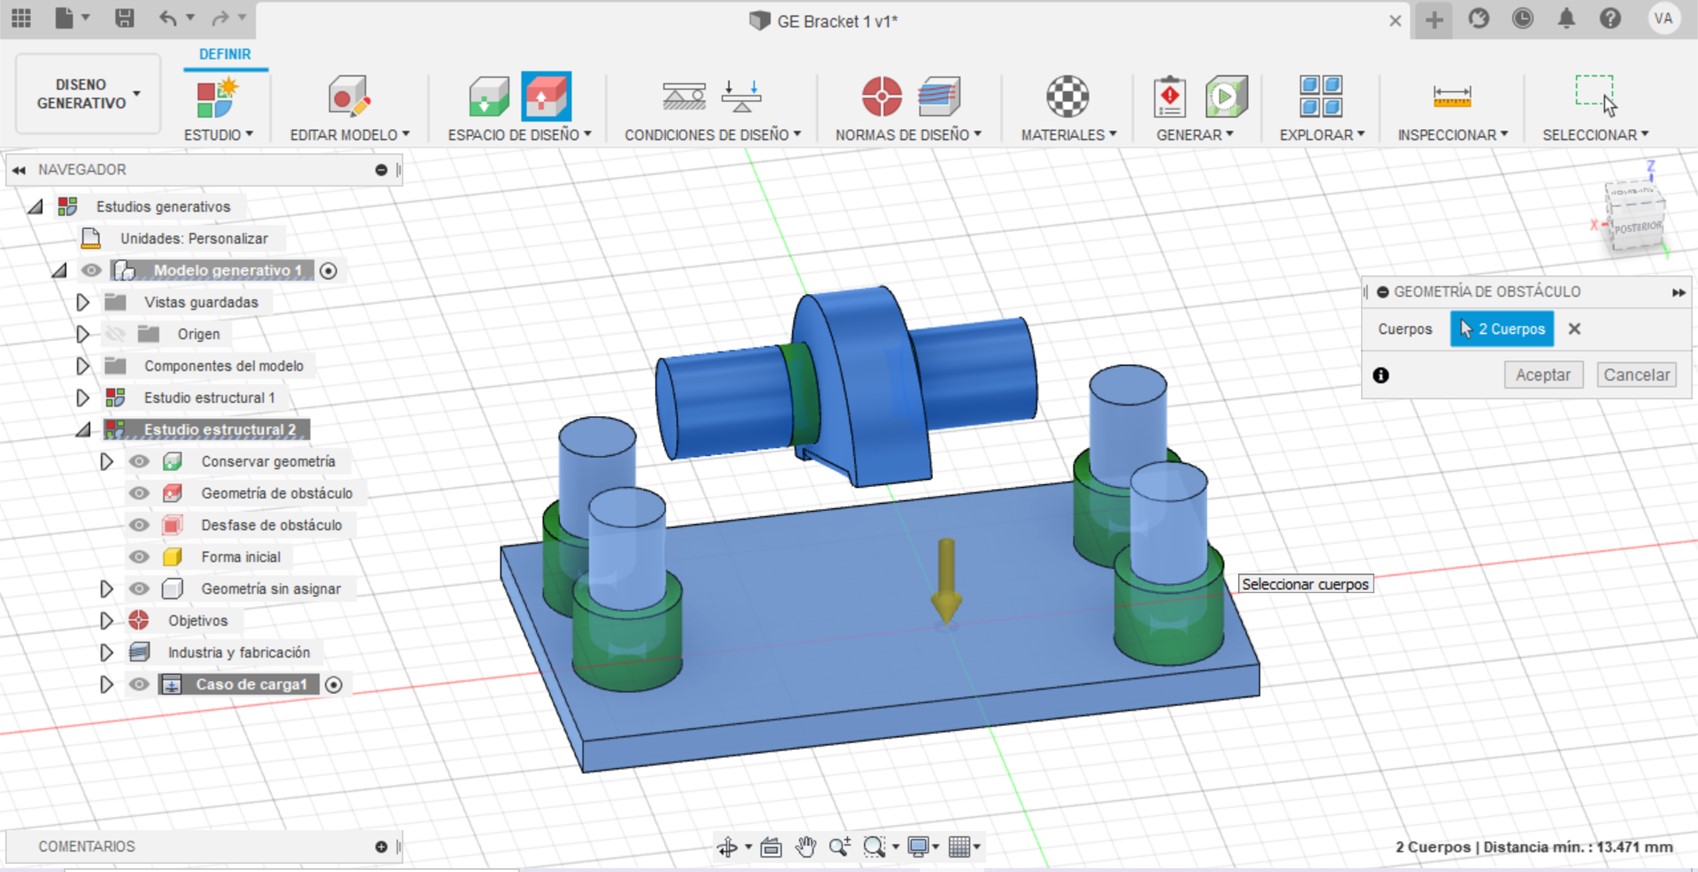 GE Bracket 1 v1*
VA
DEFINIR
DISENO
GENERATIVO
ESTUDIO
EDITAR MODELO
ESPACIO DE DISEÑO
CONDICIONES DE DISEÑO
NORMAS DE DISEÑO
MATERIALES
GENERAR
EXPLORAR
INSPECCIONAR
SELECCIONAR
NAVEGADOR
Estudios generativos
Unidades: Personalizar
Modelo generativo 1
Vistas guardadas
Origen
Componentes del modelo
Estudio estructural 1
Estudio estructural 2
Conservar geometría
Geometría de obstáculo
Desfase de obstáculo
Forma inicial
Geometría sin asignar
Objetivos
Industria y fabricación
Caso de carga1
Z
X
POSTERIOR
GEOMETRÍA DE OBSTÁCULO
Cuerpos
2 Cuerpos
Aceptar
Cancelar
Seleccionar cuerpos
COMENTARIOS
2 Cuerpos | Distancia mín. : 13.471 mm